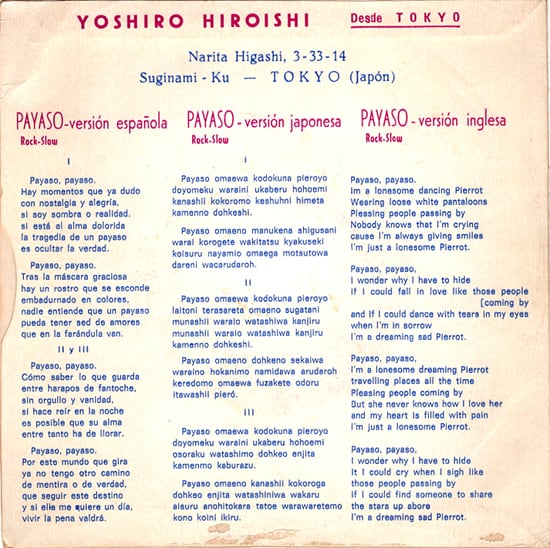 YOSHIRO HIROISHI
Desde TOKYO
Narita Higashi, 3-33-14
Suginami - Ku — TOKYO (Japón)
PAYASO - versión española
Rock-Slow
I
Payaso, payaso.
Hay momentos que ya dudo
con nostalgia y alegría,
si soy sombra o realidad.
si está el alma dolorida
la tragedia de un payaso
es ocultar la verdad.
Payaso, payaso.
Tras la máscara graciosa
hay un rostro que se esconde
embadurnado en colores,
nadie entiende que un payaso
pueda tener sed de amores
que en la farándula van.
II y III
Payaso, payaso.
Cómo saber lo que guarda
entre harapos de fantoche,
sin orgullo y vanidad,
si hace reír en la noche
es posible que su alma
entre tanto ha de llorar.
Payaso, payaso.
Por este mundo que gira
ya no tengo otro camino
de mentira o de verdad,
que seguir este destino
y si elle me quiere un día,
vivir la pena valdrá.
PAYASO - versión japonesa
Rock-Slow
I
Payaso omaewa kodokuna pieroyo
doyomeku waraini ukaberu hohoemi
kanashii kokoromo keshuhni himeta
kamenno dohkeshi.
Payaso omaeno manukena shigusani
warai korogete wakitatsu kyakuseki
koisuru nayamio omaega motsutowa
dareni wacarudaroh.
II
Payaso omaewa kodokuna pieroyo
laitoni terasareta omaeno sugatani
munashii waraio watashiwa kanjiru
munashii waraio watashiwa kanjiru
kamenno dohkeshi.
Payaso omaeno dohkeno sekaiwa
waraino hokanimo namidawa arudaroh
keredomo omaewa fuzakete odoru
itawashii pieró.
III
Payaso omaewa kodokuna pieroyo
doyomeku waraini ukaberu hohoemi
osoraku watashimo dohkeo enjita
kamenmo kaburazu.
Payaso omaeno kanashii kokoroga
dohkeo enjita watashiniwa wakaru
aisuru anohitokara tatoe warawaretemo
kono koini ikiru.
PAYASO - versión inglesa
Rock-Slow
Payaso, payaso.
Im a lonesome dancing Pierrot
Wearing loose white pantaloons
Pleasing people passing by
Nobody knows that I'm crying
cause I'm always giving smiles
I'm just a lonesome Pierrot.
Payaso, payaso,
I wonder why I have to hide
If I could fall in love like those people
[coming by
and If I could dance with tears in my eyes
when I'm in sorrow
I'm a dreaming sad Pierrot.
Payaso, payaso,
I'm a lonesome dreaming Pierrot
travelling places all the time
Pleasing people coming by
But she never knows how I love her
and my heart is filled with pain
I'm just a lonesome Pierrot.
Payaso, payaso,
I wonder why I have to hide
It I could cry when I sigh like
those people passing by
If I could find someone to share
the stars up above
I'm a dreaming sad Pierrot.